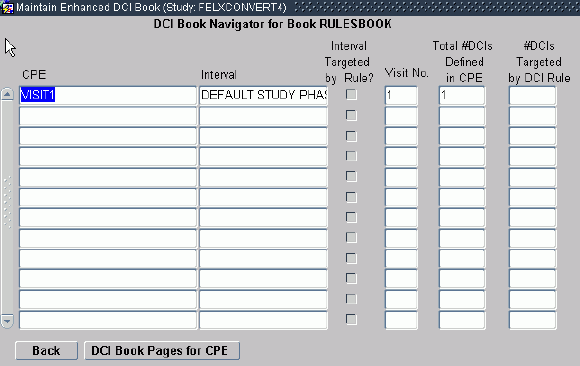 Maintain Enhanced DCI Book (Study: FELXCONVERT4)
DCI Book Navigator for Book RULESBOOK
CPE
Interval
Interval
Targeted
by Rule?
Visit No.
Total #DCIs
Defined
in CPE
#DCIs
Targeted
by DCI Rule
VISIT1 DEFAULT STUDY PHAS 1 1
Back DCI Book Pages for CPE